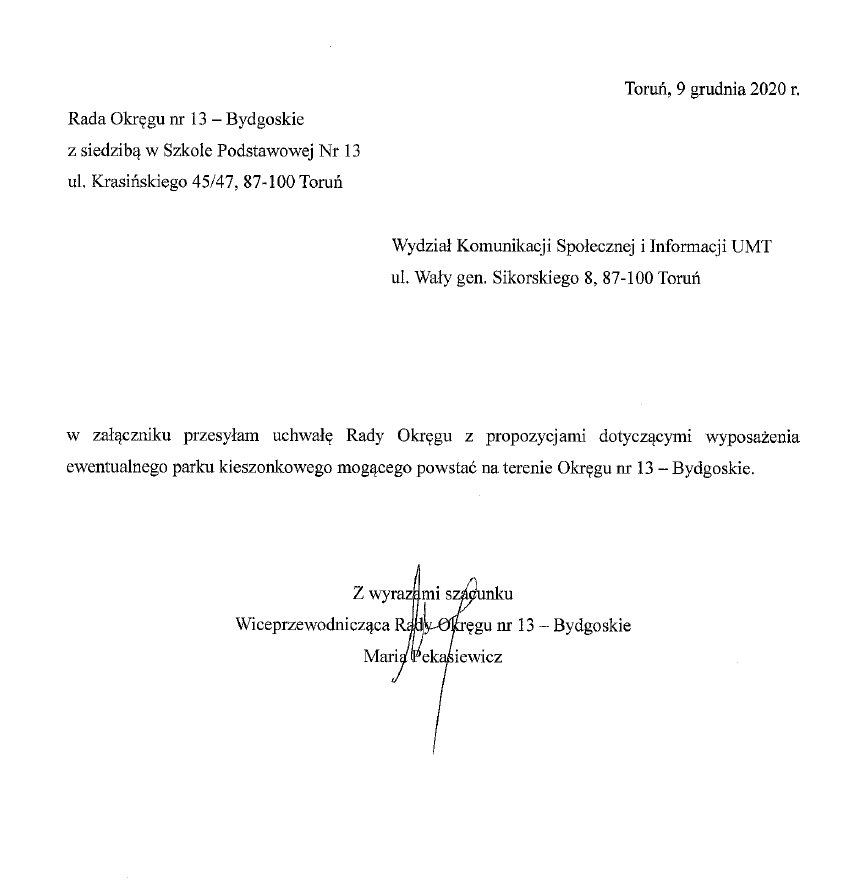 Toruń, 9 grudnia 2020 r.
Rada Okręgu nr 13 – Bydgoskie
z siedzibą w Szkole Podstawowej Nr 13
ul. Krasińskiego 45/47, 87-100 Toruń
Wydział Komunikacji Społecznej i Informacji UMT
ul. Wały gen. Sikorskiego 8, 87-100 Toruń
w załączniku przesyłam uchwałę Rady Okręgu z propozycjami dotyczącymi wyposażenia
ewentualnego parku kieszonkowego mogącego powstać na terenie Okręgu nr 13 – Bydgoskie.
Z wyrazami szacunku
Wiceprzewodnicząca Rady Okręgu nr 13 – Bydgoskie
Maria Pekasiewicz